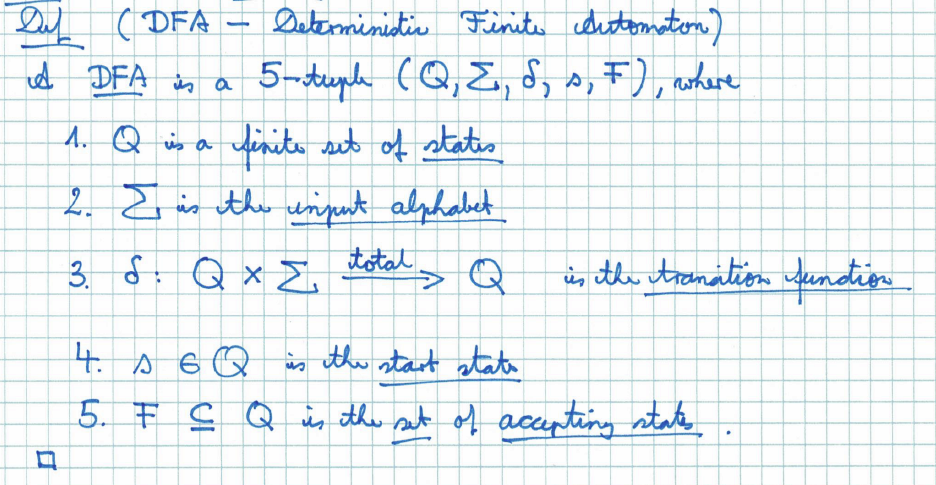 Def (DFA – Deterministic Finite Automaton)
A DFA is a 5-tuple (Q, Σ, δ, s, F), where
1. Q is a finite set of states
2. Σ is the input alphabet
3. δ: Q × Σ total→ Q is the transition function
4. s ∈ Q is the start state
5. F ⊆ Q is the set of accepting states.
□